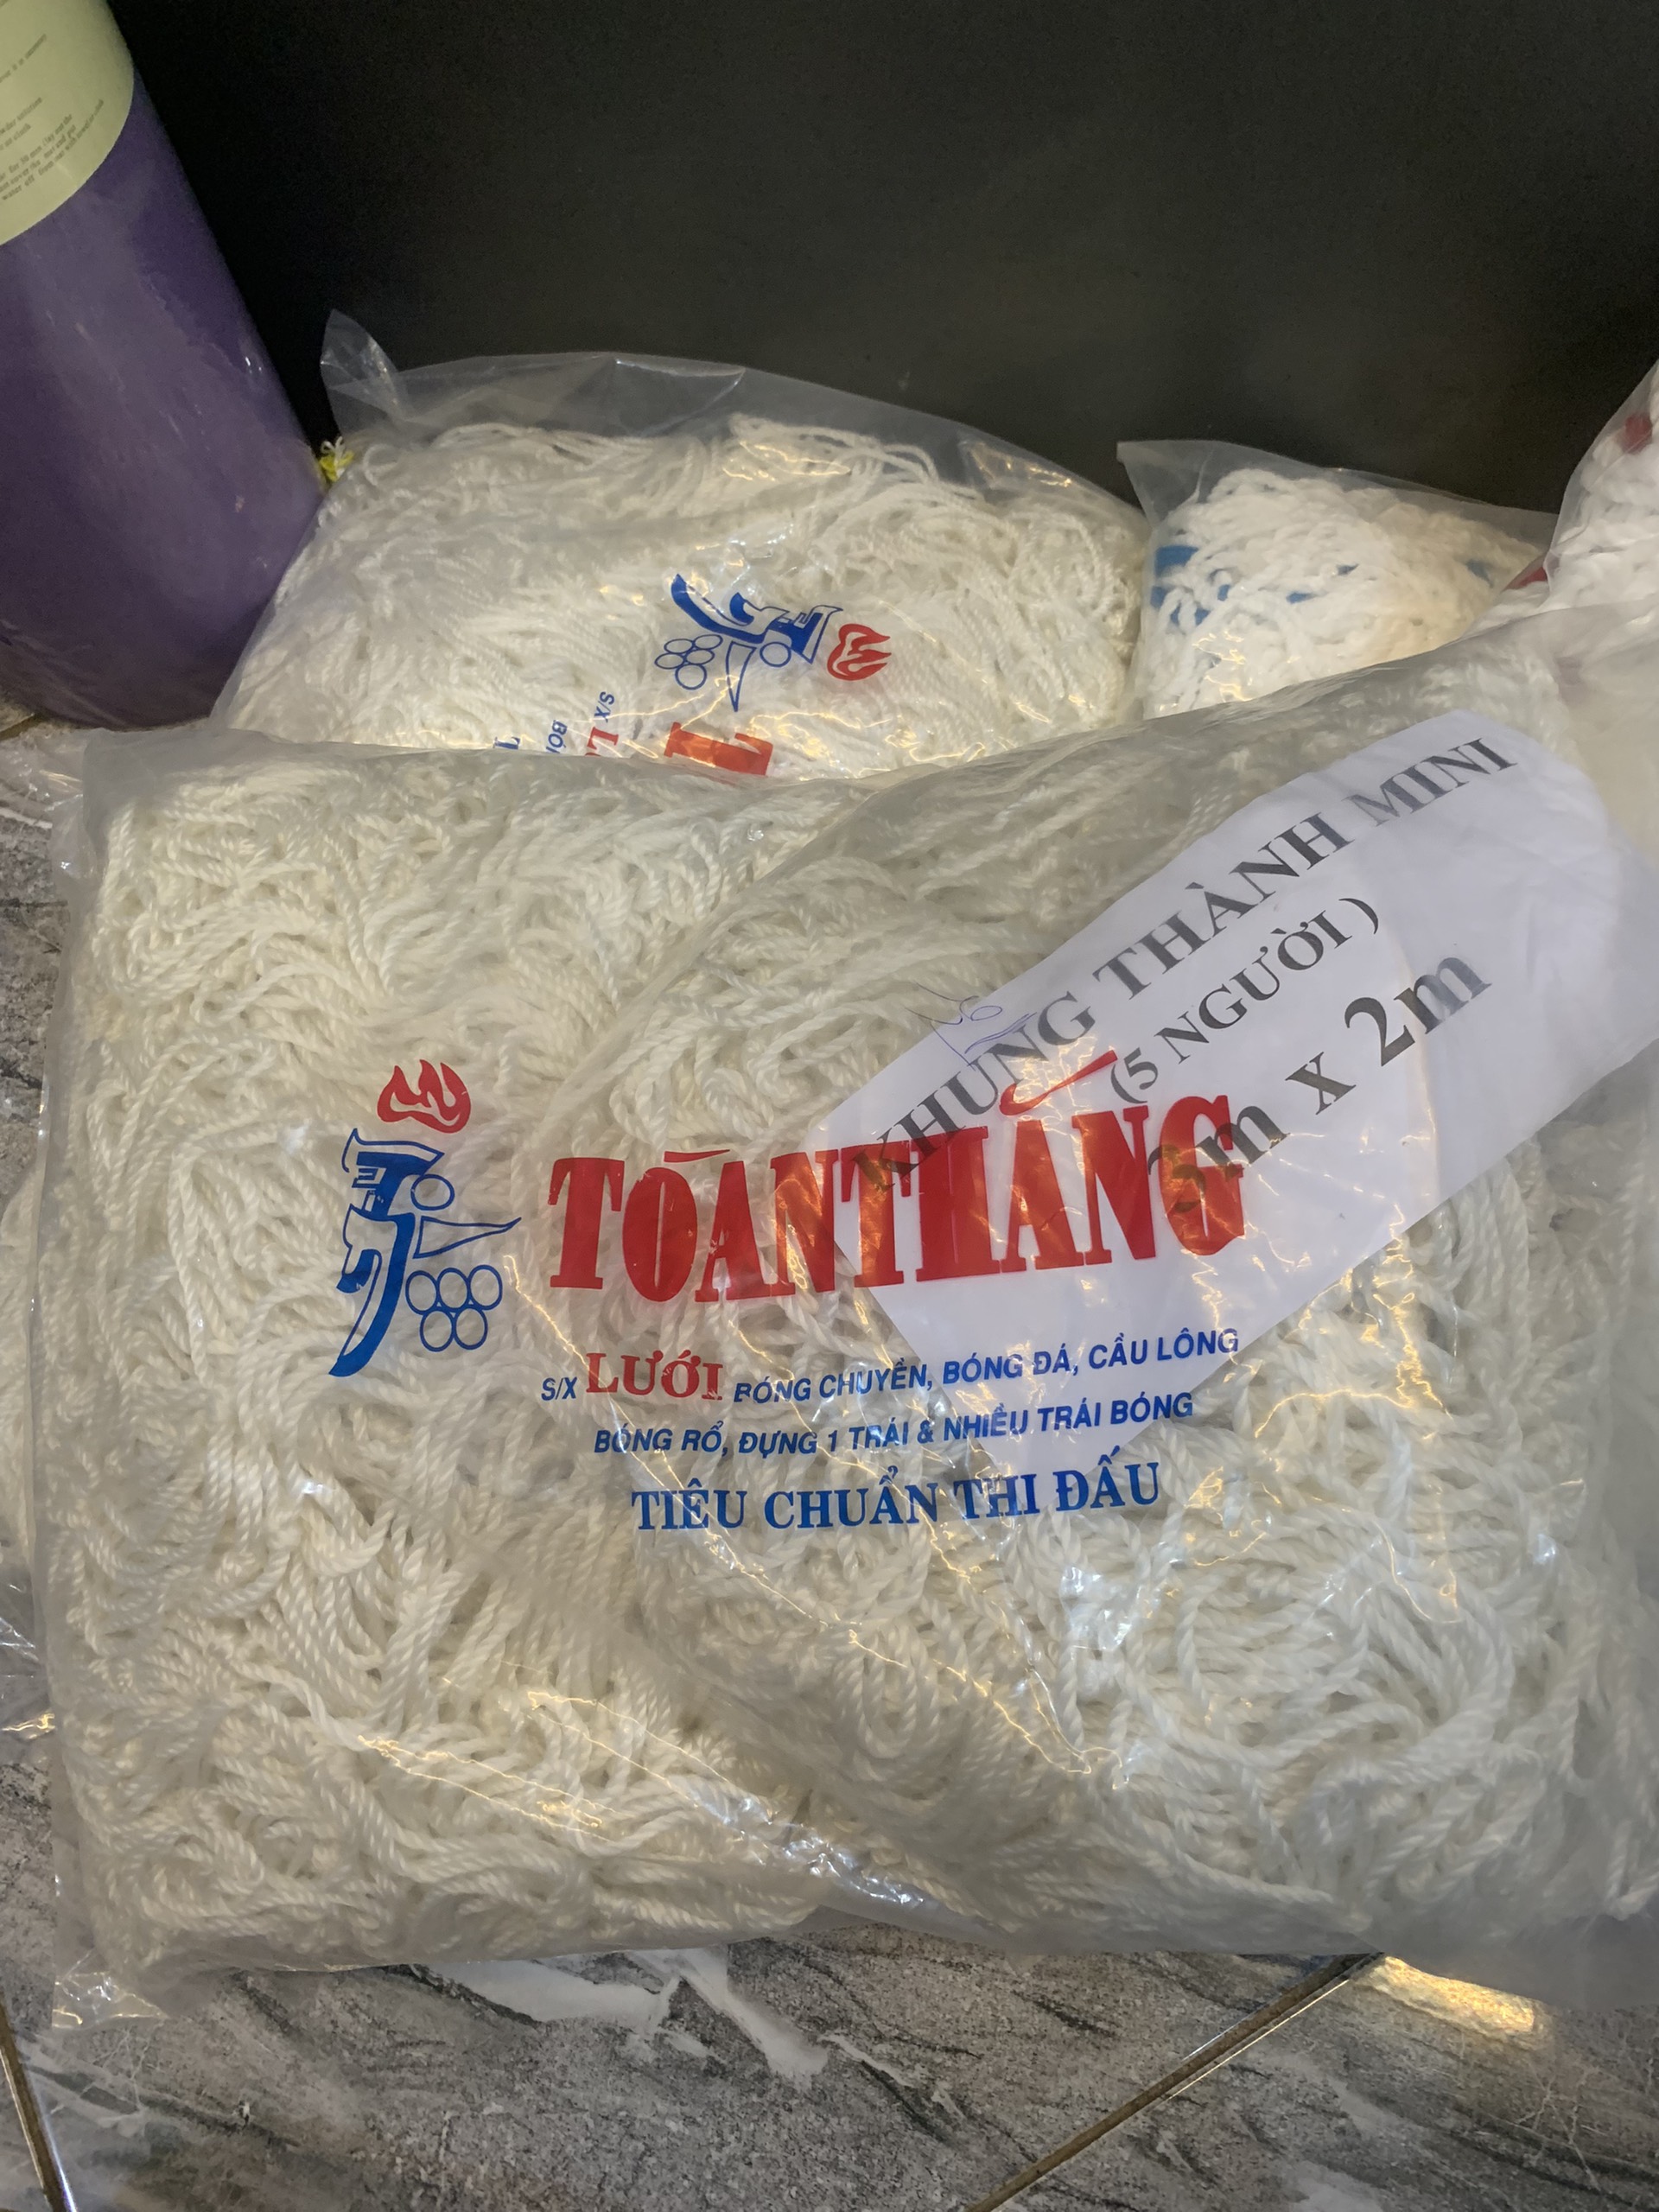 KHUNG THÀNH MINI
(5 NGƯỜI)
3m x 2m
TOÀN THẮNG
S/X LƯỚI BÓNG CHUYỀN, BÓNG ĐÁ, CẦU LÔNG
BÓNG RỔ, ĐỰNG 1 TRÁI & NHIỀU TRÁI BÓNG
TIÊU CHUẨN THI ĐẤU
S/X